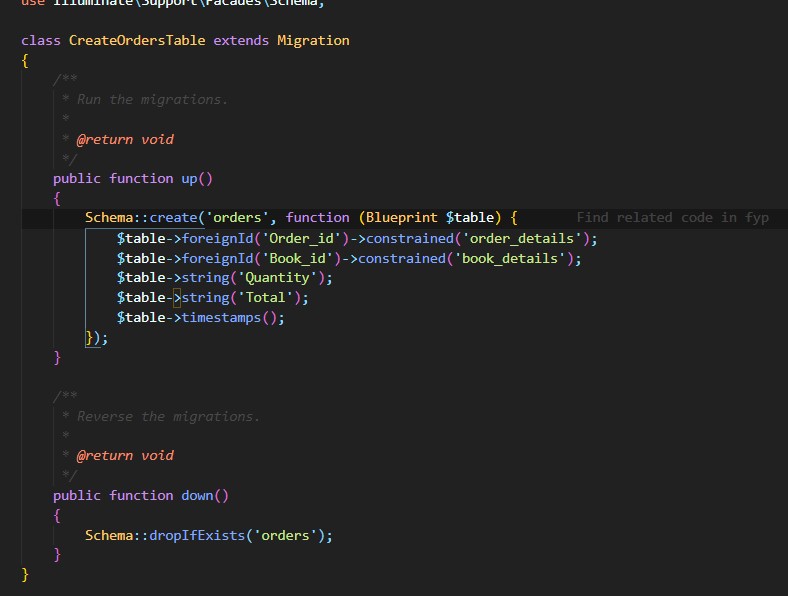 use Illuminate\Support\Facades\Schema;
class CreateOrdersTable extends Migration
{
/**
* Run the migrations.
*
* @return void
*/
public function up()
{
Schema::create('orders', function (Blueprint $table) { Find related code in fyp
$table->foreignId('Order_id')->constrained('order_details');
$table->foreignId('Book_id')->constrained('book_details');
$table->string('Quantity');
$table->string('Total');
$table->timestamps();
});
}
/**
* Reverse the migrations.
*
* @return void
*/
public function down()
{
Schema::dropIfExists('orders');
}
}